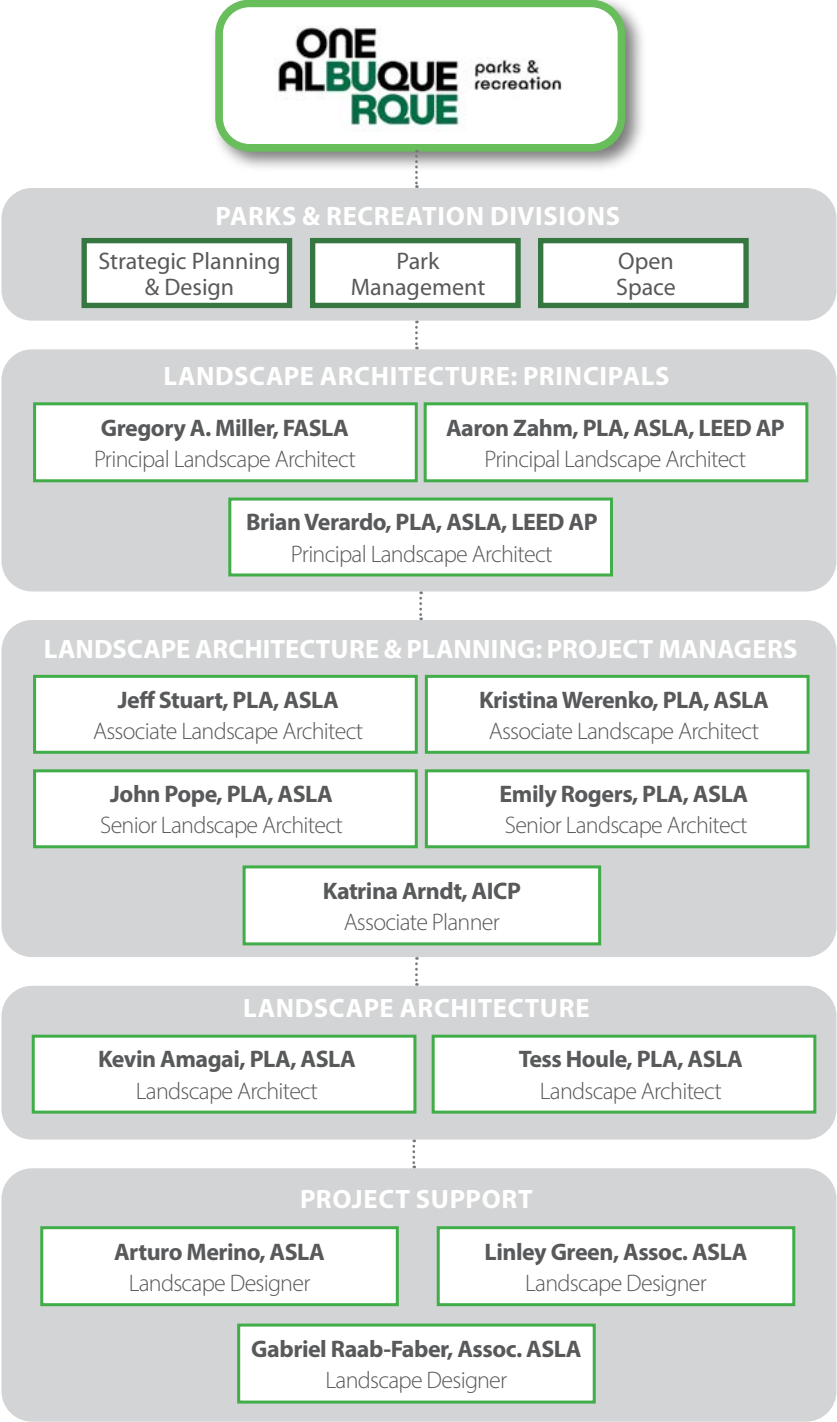 ONE
ALBUQUE
RQUE
parks &
recreation
PARKS & RECREATION DIVISIONS
Strategic Planning
& Design
Park
Management
Open
Space
LANDSCAPE ARCHITECTURE: PRINCIPALS
Gregory A. Miller, FASLA
Principal Landscape Architect
Aaron Zahm, PLA, ASLA, LEED AP
Principal Landscape Architect
Brian Verardo, PLA, ASLA, LEED AP
Principal Landscape Architect
LANDSCAPE ARCHITECTURE & PLANNING: PROJECT MANAGERS
Jeff Stuart, PLA, ASLA
Associate Landscape Architect
Kristina Werenko, PLA, ASLA
Associate Landscape Architect
John Pope, PLA, ASLA
Senior Landscape Architect
Emily Rogers, PLA, ASLA
Senior Landscape Architect
Katrina Arndt, AICP
Associate Planner
LANDSCAPE ARCHITECTURE
Kevin Amagai, PLA, ASLA
Landscape Architect
Tess Houle, PLA, ASLA
Landscape Architect
PROJECT SUPPORT
Arturo Merino, ASLA
Landscape Designer
Linley Green, Assoc. ASLA
Landscape Designer
Gabriel Raab-Faber, Assoc. ASLA
Landscape Designer